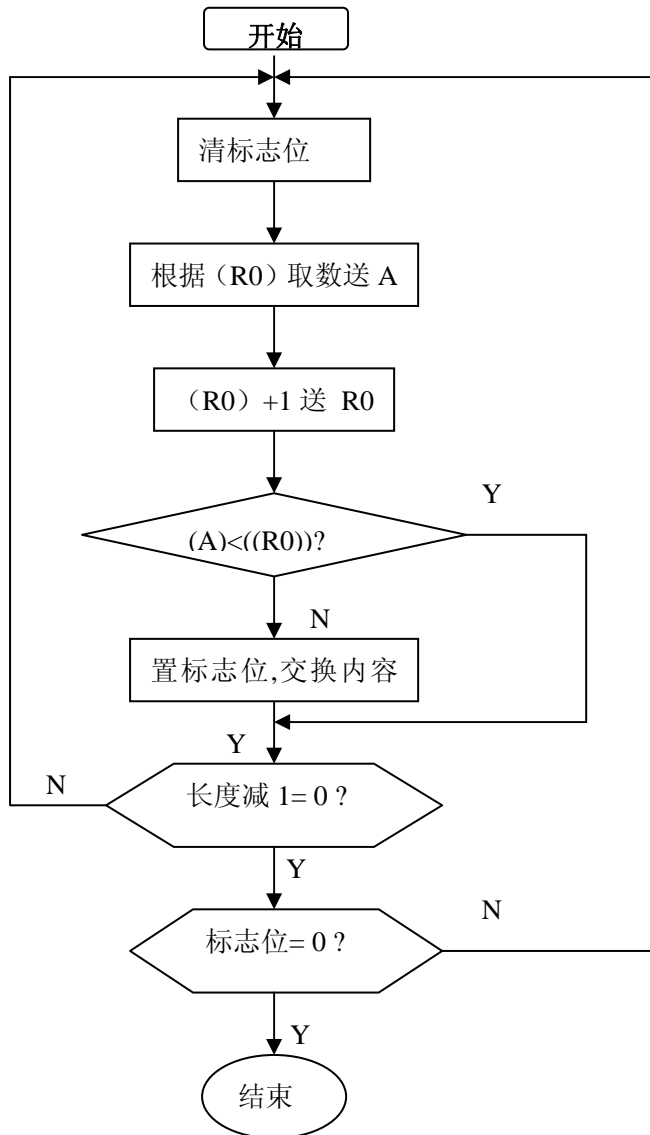 开始
清标志位
根据（R0）取数送 A
（R0）+1 送 R0
Y
(A)<((R0))?
N
置标志位,交换内容
Y
N
长度减 1= 0 ?
Y
N
标志位= 0 ?
Y
结束